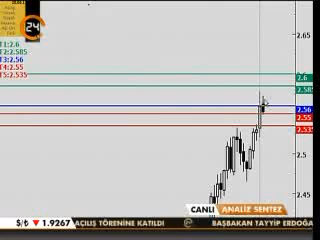 24
T1:2.6
T2:2.585
T3:2.56
T4:2.55
T5:2.535
2.65
2.6
2.585
2.56
2.55
2.535
2.5
2.45
CANLI ANALİZ SENTEZ
$/₺ 1.9267 AÇILIŞ TÖRENİNE KATILDI BAŞBAKAN TAYYİP ERDOĞA